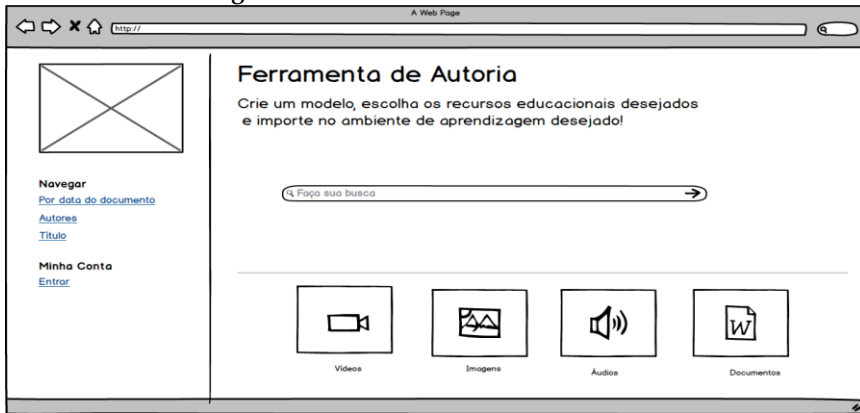 A Web Page
http://
Ferramenta de Autoria
Crie um modelo, escolha os recursos educacionais desejados
e importe no ambiente de aprendizagem desejado!
Navegar
Por data do documento
Autores
Título
Minha Conta
Entrar
Faça sua busca
W
Vídeos
Imagens
Áudios
Documentos